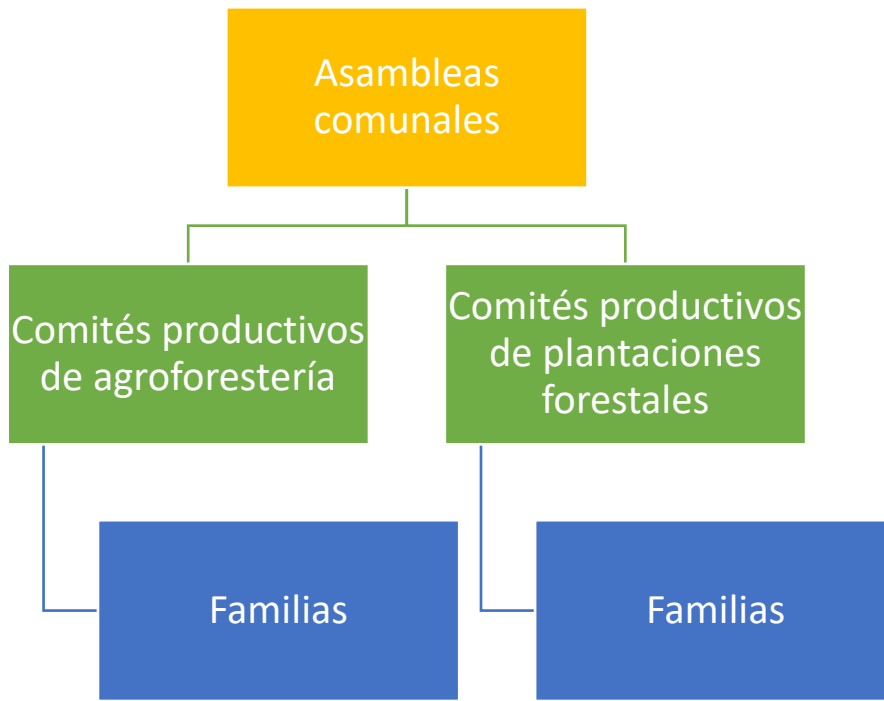 Asambleas
comunales
Comités productivos
de agroforestería
Comités productivos
de plantaciones
forestales
Familias
Familias